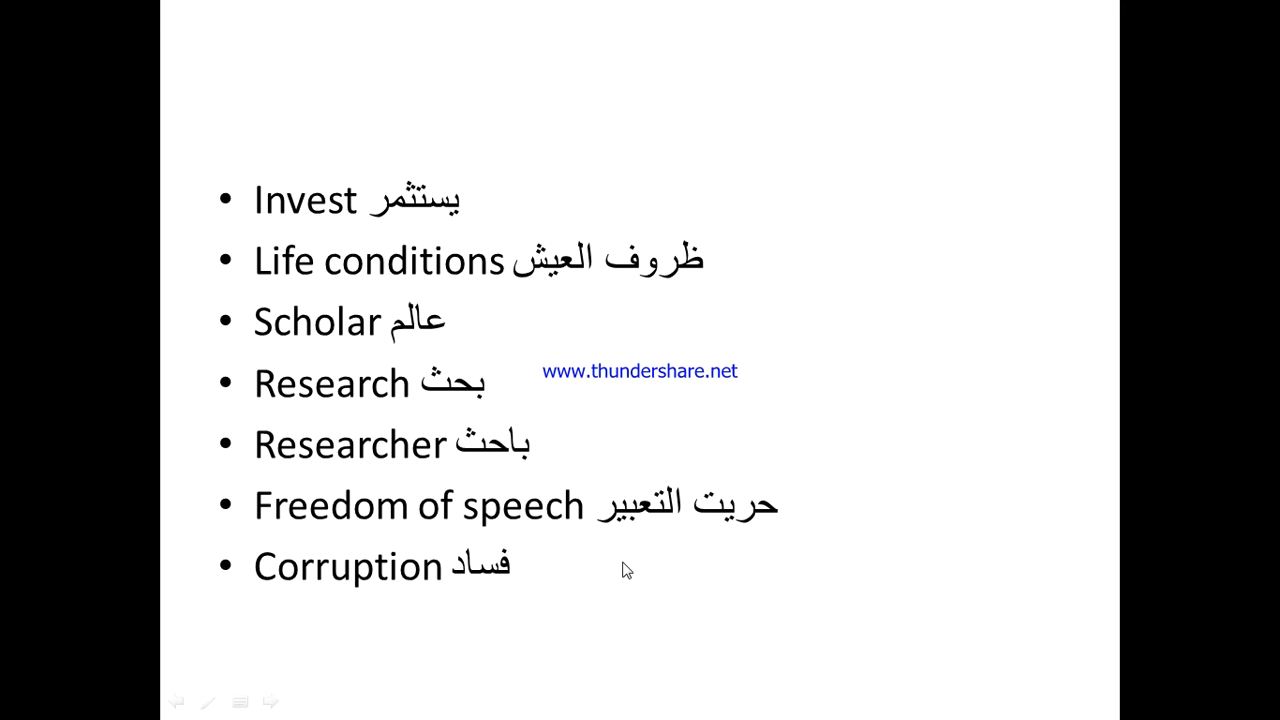 • Invest يستثمر
• Life conditions ظروف العيش
• Scholar عالم
www.thundershare.net
• Research بحث
• Researcher باحث
• Freedom of speech حريت التعبير
• Corruption فساد